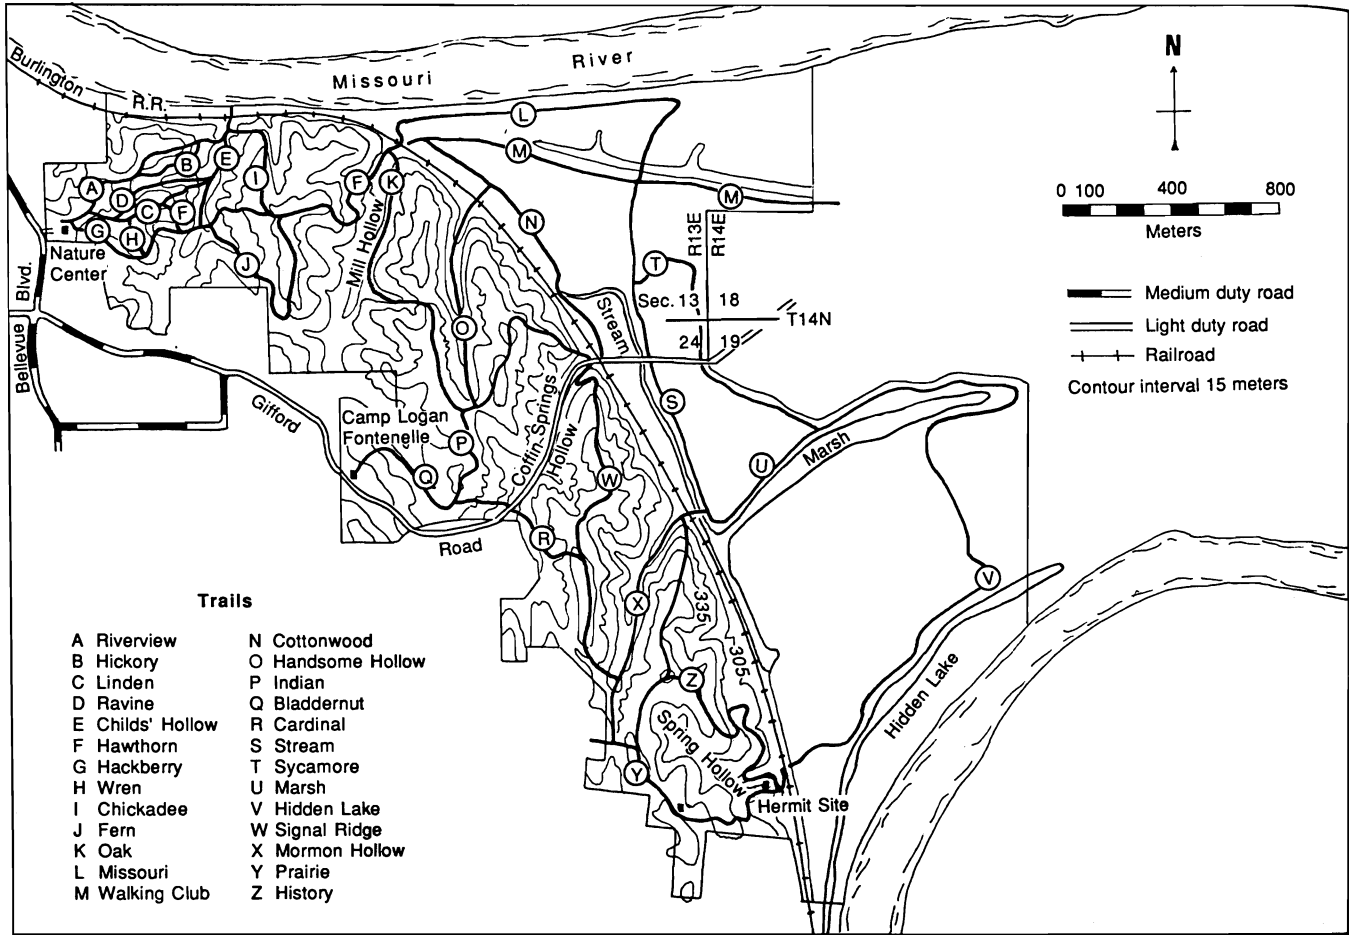 Missouri River
Burlington R.R.
N
0 100 400 800
Meters
Medium duty road
Light duty road
Railroad
Contour interval 15 meters
A
B
C
D
E
F
G
H
I
J
F
K
L
M
M
N
O
P
Q
R
S
T
U
V
W
X
Y
Z
Nature
Center
Mill Hollow
R13E
R14E
Sec. 13
18
T14N
24
19
Stream
Bellevue Blvd.
Gifford
Road
Camp Logan
Fontenelle
Coffin Springs
Hollow
Marsh
335
305
Spring Hollow
Hermit Site
Hidden Lake
Trails
A Riverview
B Hickory
C Linden
D Ravine
E Childs' Hollow
F Hawthorn
G Hackberry
H Wren
I Chickadee
J Fern
K Oak
L Missouri
M Walking Club
N Cottonwood
O Handsome Hollow
P Indian
Q Bladdernut
R Cardinal
S Stream
T Sycamore
U Marsh
V Hidden Lake
W Signal Ridge
X Mormon Hollow
Y Prairie
Z History